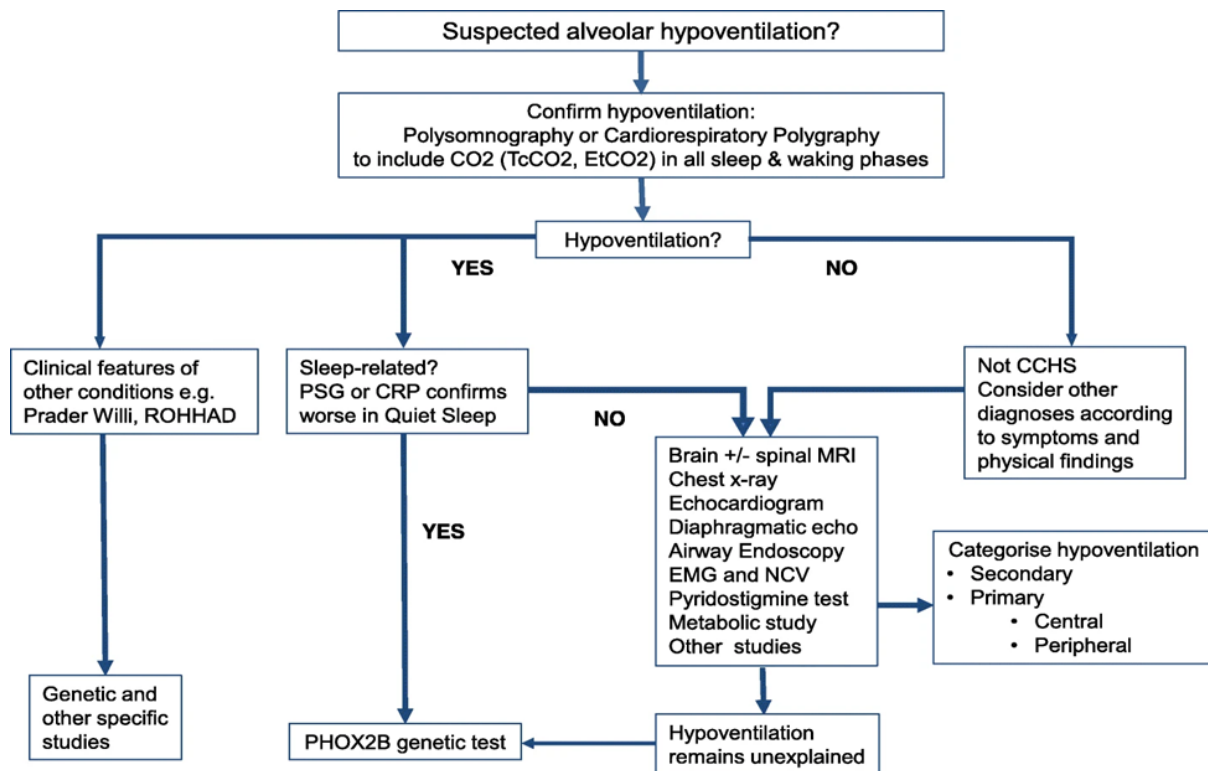 Suspected alveolar hypoventilation?
Confirm hypoventilation:
Polysomnography or Cardiorespiratory Polygraphy
to include CO2 (TcCO2, EtCO2) in all sleep & waking phases
Hypoventilation?
YES
NO
Clinical features of
other conditions e.g.
Prader Willi, ROHHAD
Sleep-related?
PSG or CRP confirms
worse in Quiet Sleep
NO
Not CCHS
Consider other
diagnoses according
to symptoms and
physical findings
YES
Brain +/- spinal MRI
Chest x-ray
Echocardiogram
Diaphragmatic echo
Airway Endoscopy
EMG and NCV
Pyridostigmine test
Metabolic study
Other studies
Categorise hypoventilation
• Secondary
• Primary
• Central
• Peripheral
Genetic and
other specific
studies
PHOX2B genetic test
Hypoventilation
remains unexplained